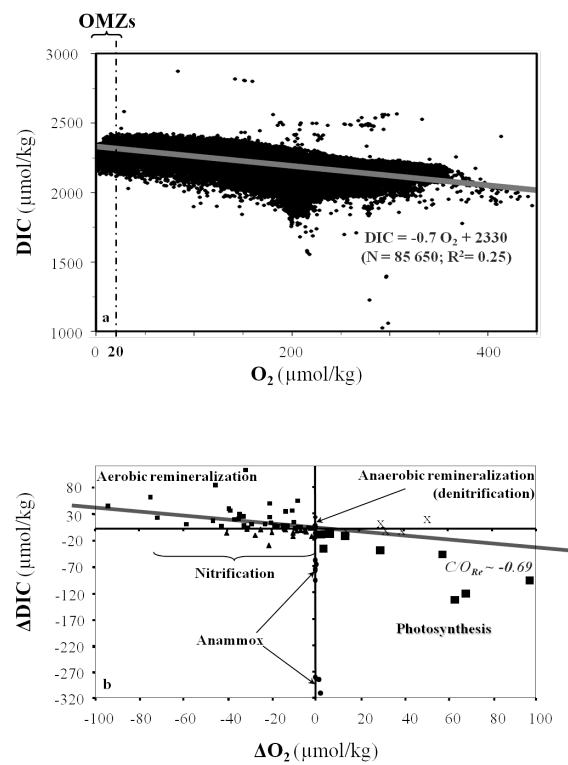 OMZs
3000
2500
2000
1500
1000
DIC (µmol/kg)
DIC = -0.7 O₂ + 2330
(N = 85 650; R²= 0.25)
a
0 20 200 400
O₂ (µmol/kg)
Aerobic remineralization
Anaerobic remineralization
(denitrification)
80
30
-20
-70
-120
-170
-220
-270
-320
ΔDIC (µmol/kg)
X X X
Nitrification
C/O_Re ~ -0.69
Anammox
Photosynthesis
b
-100 -80 -60 -40 -20 0 20 40 60 80 100
ΔO₂ (µmol/kg)